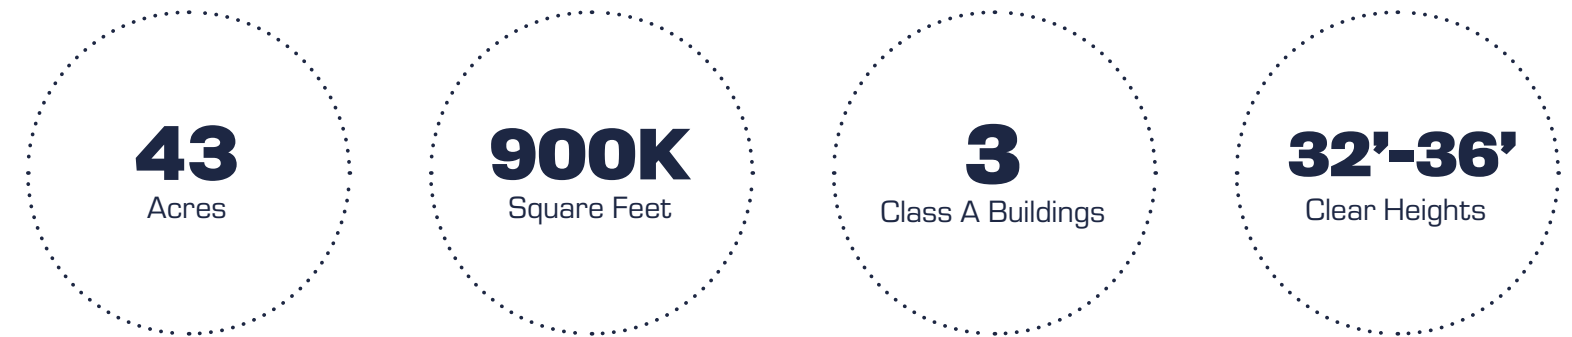 43
Acres
900K
Square Feet
3
Class A Buildings
32’-36’
Clear Heights